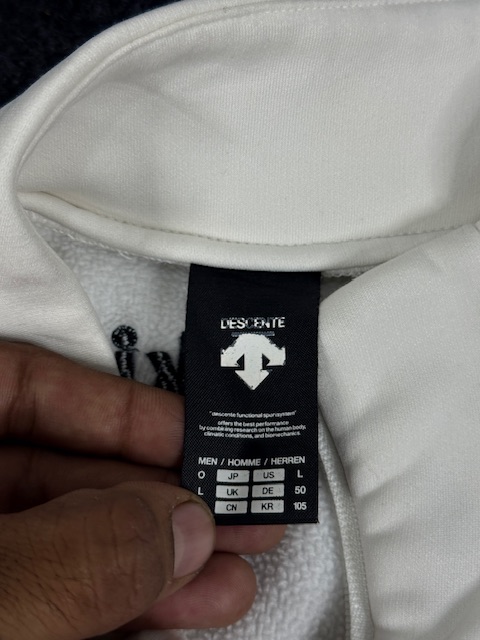 DESCENTE
"descente functional sport system"
offers the best performance
by combining research on the human body,
climatic conditions, and biomechanics.
MEN / HOMME / HERREN
O JP US L
L UK DE 50
CN KR 105